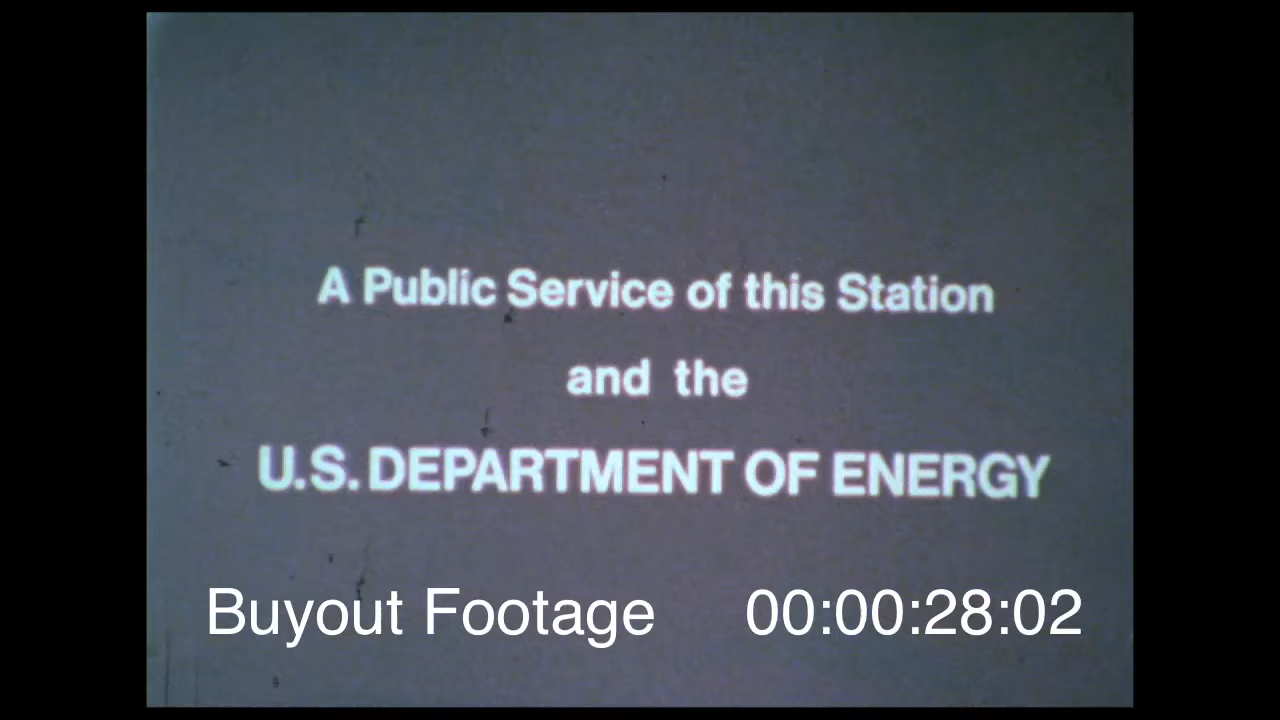 A Public Service of this Station
and the
U.S. DEPARTMENT OF ENERGY
Buyout Footage 00:00:28:02